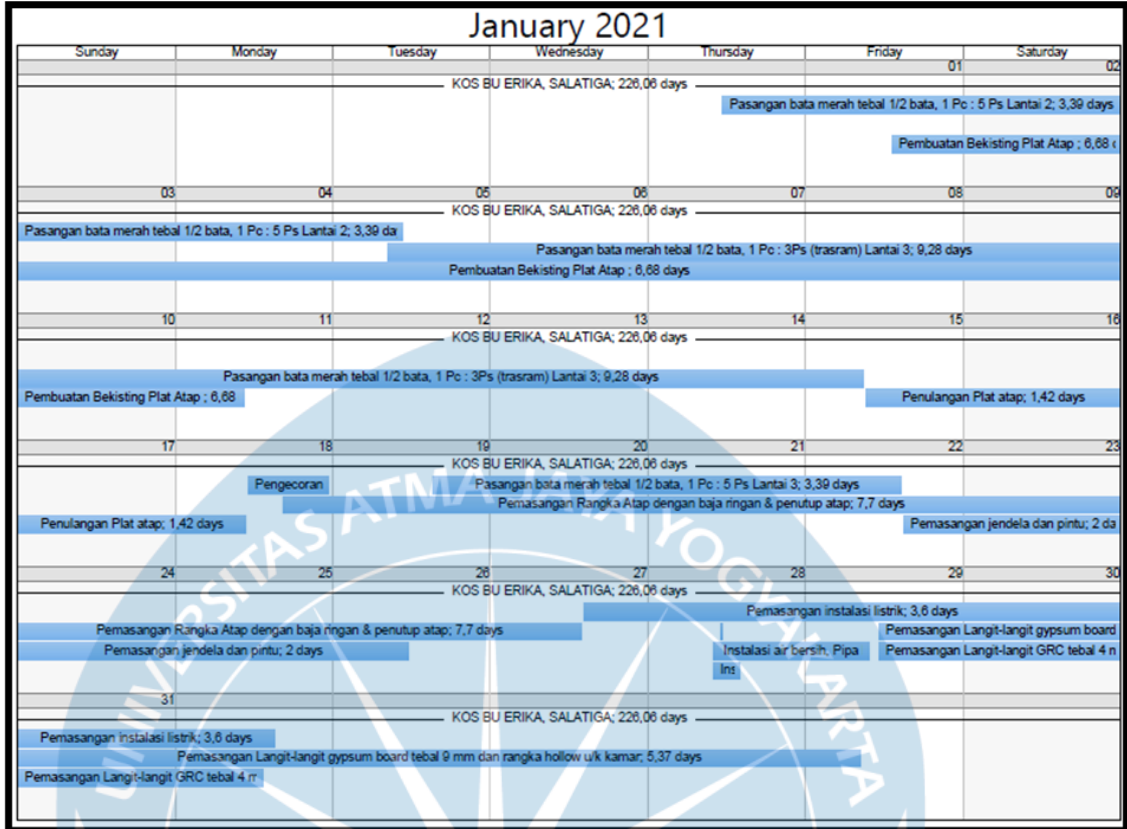 January 2021
Sunday Monday Tuesday Wednesday Thursday Friday Saturday
01 02
KOS BU ERIKA, SALATIGA; 226,06 days
Pasangan bata merah tebal 1/2 bata, 1 Pc : 5 Ps Lantai 2; 3,39 days
Pembuatan Bekisting Plat Atap ; 6,68 d
03 04 05 06 07 08 09
KOS BU ERIKA, SALATIGA; 226,06 days
Pasangan bata merah tebal 1/2 bata, 1 Pc : 5 Ps Lantai 2; 3,39 da
Pasangan bata merah tebal 1/2 bata, 1 Pc : 3Ps (trasram) Lantai 3; 9,28 days
Pembuatan Bekisting Plat Atap ; 6,68 days
10 11 12 13 14 15 16
KOS BU ERIKA, SALATIGA; 226,06 days
Pasangan bata merah tebal 1/2 bata, 1 Pc : 3Ps (trasram) Lantai 3; 9,28 days
Pembuatan Bekisting Plat Atap ; 6,68 Penulangan Plat atap; 1,42 days
17 18 19 20 21 22 23
KOS BU ERIKA, SALATIGA; 226,06 days
Pengecoran Pasangan bata merah tebal 1/2 bata, 1 Pc : 5 Ps Lantai 3; 3,39 days
Pemasangan Rangka Atap dengan baja ringan & penutup atap; 7,7 days
Penulangan Plat atap; 1,42 days Pemasangan jendela dan pintu; 2 da
24 25 26 27 28 29 30
KOS BU ERIKA, SALATIGA; 226,06 days
Pemasangan instalasi listrik; 3,6 days
Pemasangan Rangka Atap dengan baja ringan & penutup atap; 7,7 days Pemasangan Langit-langit gypsum board
Pemasangan jendela dan pintu; 2 days Instalasi air bersih, Pipa Pemasangan Langit-langit GRC tebal 4 m
Ins
31
KOS BU ERIKA, SALATIGA; 226,06 days
Pemasangan instalasi listrik; 3,6 days
Pemasangan Langit-langit gypsum board tebal 9 mm dan rangka hollow u/k kamar; 5,37 days
Pemasangan Langit-langit GRC tebal 4 m
UNIVERSITAS ATMA JAYA YOGYAKARTA